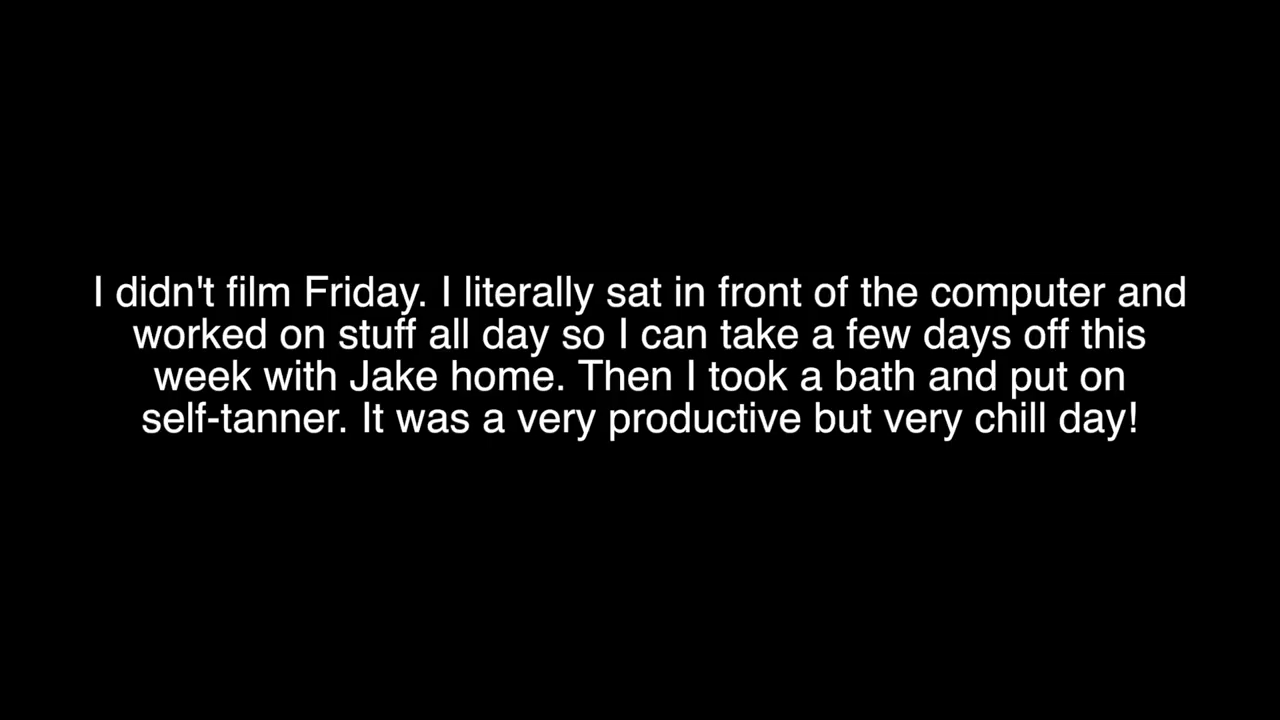 I didn't film Friday. I literally sat in front of the computer and
worked on stuff all day so I can take a few days off this
week with Jake home. Then I took a bath and put on
self-tanner. It was a very productive but very chill day!